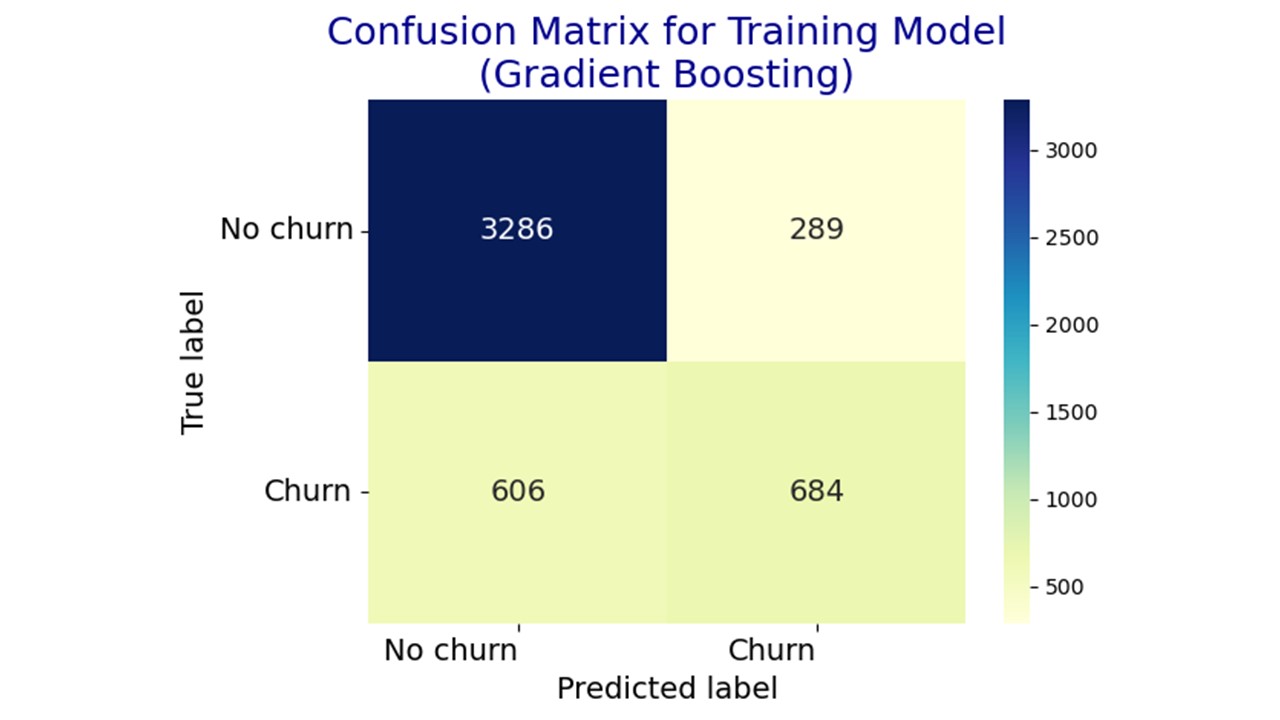 Confusion Matrix for Training Model
(Gradient Boosting)
True label
No churn
3286
289
Churn
606
684
No churn
Churn
Predicted label
3000
2500
2000
1500
1000
500